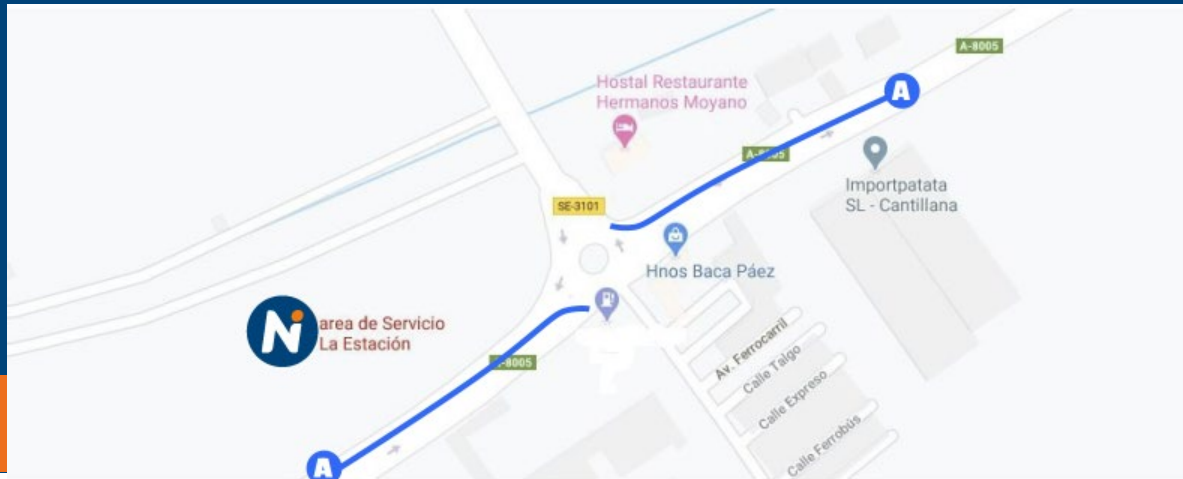 A-8005
Hostal Restaurante
Hermanos Moyano
A
A-8005
Importpatata
SL - Cantillana
SE-3101
Hnos Baca Páez
N
area de Servicio
La Estación
A-8005
Av. Ferrocarril
Calle Talgo
Calle Expreso
Calle Ferrobús
A